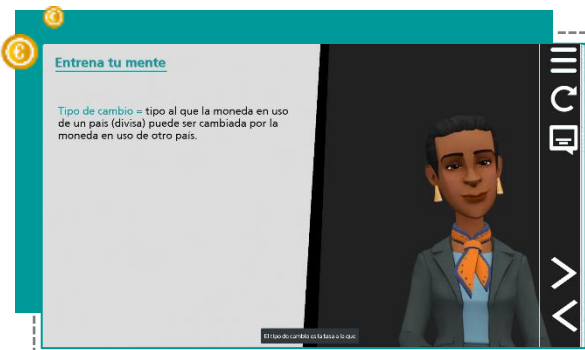 Entrena tu mente
Tipo de cambio = tipo al que la moneda en uso
de un país (divisa) puede ser cambiada por la
moneda en uso de otro país.
El tipo de cambio es la tasa a la que